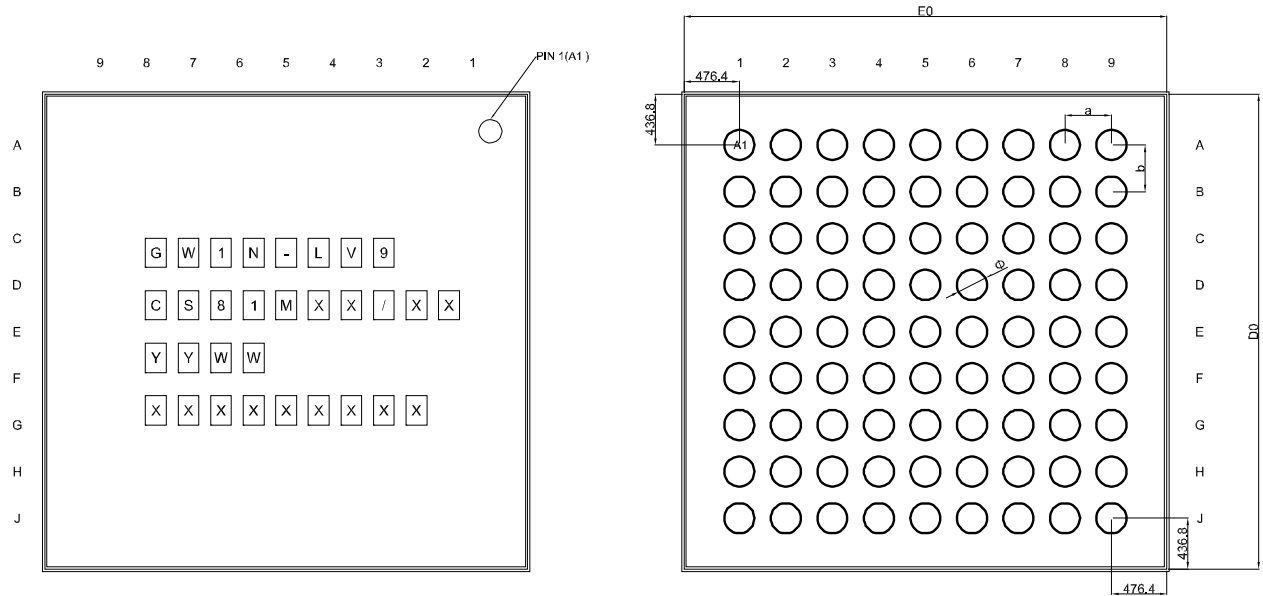 E0
9 8 7 6 5 4 3 2 1
PIN 1(A1 )
1 2 3 4 5 6 7 8 9
476.4
436.8
a
A
A1
A
b
B
B
C
G W 1 N - L V 9
C
Φ
D
C S 8 1 M X X / X X
D
E
E
D0
Y Y W W
F
F
X X X X X X X X X
G
G
H
H
J
J
436.8
476.4